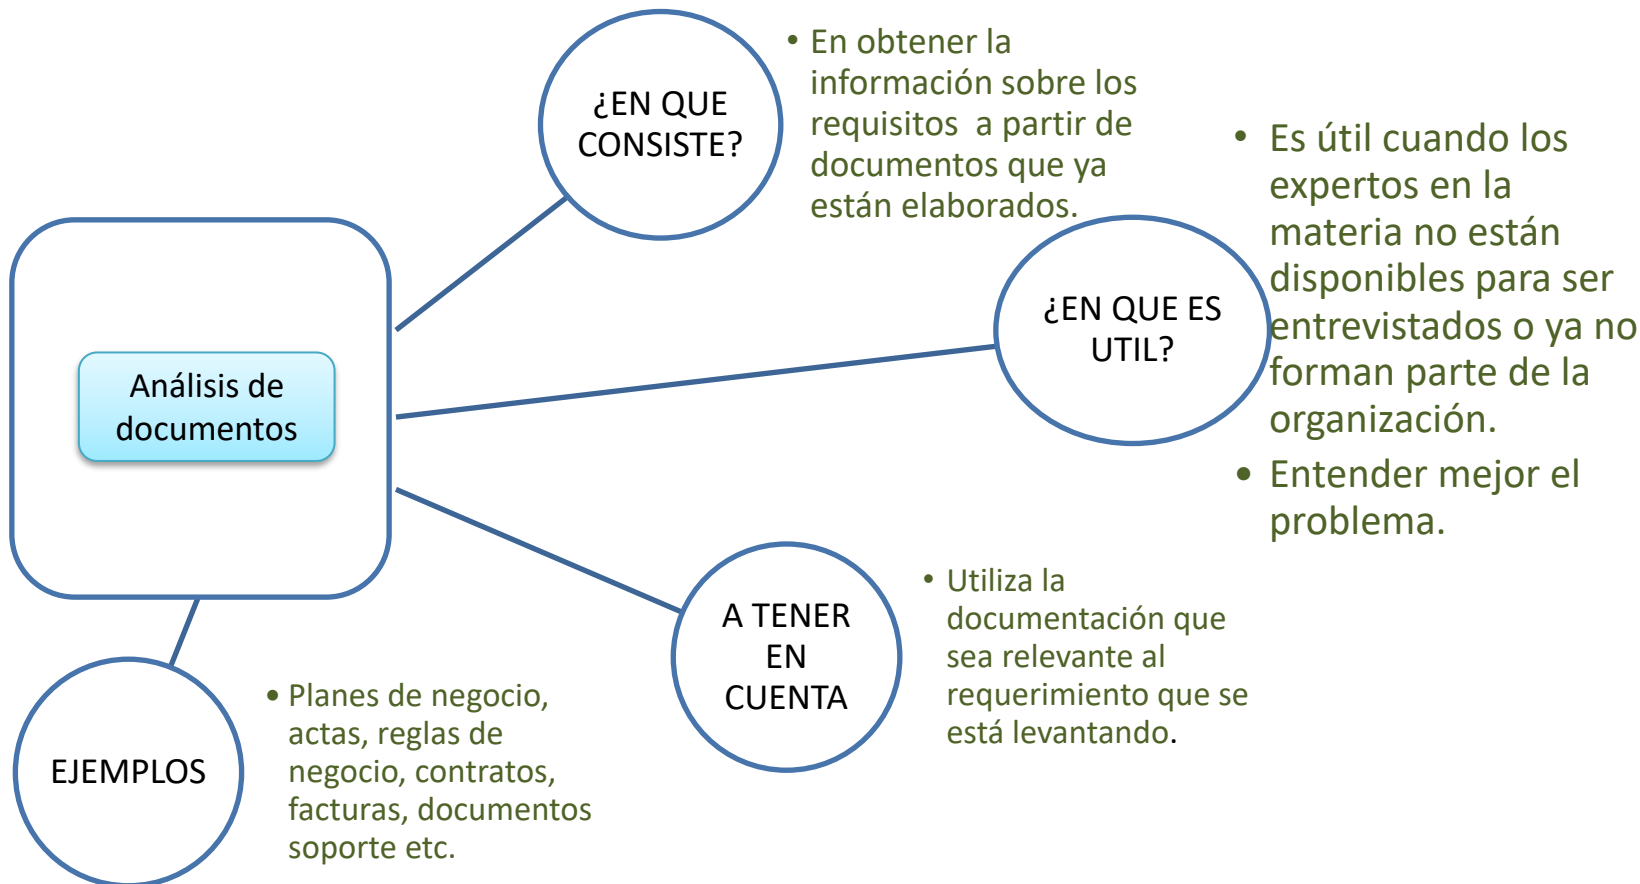 ¿EN QUE
CONSISTE?
• En obtener la
información sobre los
requisitos a partir de
documentos que ya
están elaborados.
¿EN QUE ES
UTIL?
• Es útil cuando los
expertos en la
materia no están
disponibles para ser
entrevistados o ya no
forman parte de la
organización.
• Entender mejor el
problema.
Análisis de
documentos
A TENER
EN
CUENTA
• Utiliza la
documentación que
sea relevante al
requerimiento que se
está levantando.
EJEMPLOS
• Planes de negocio,
actas, reglas de
negocio, contratos,
facturas, documentos
soporte etc.